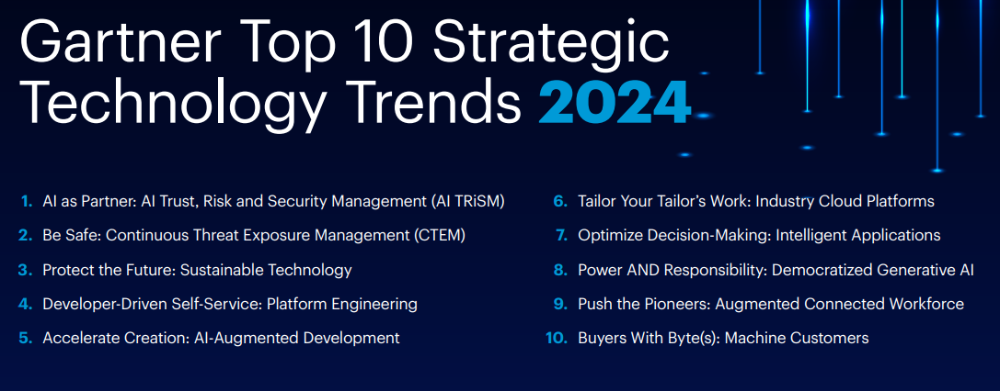 Gartner Top 10 Strategic
Technology Trends 2024
1. AI as Partner: AI Trust, Risk and Security Management (AI TRiSM)
2. Be Safe: Continuous Threat Exposure Management (CTEM)
3. Protect the Future: Sustainable Technology
4. Developer-Driven Self-Service: Platform Engineering
5. Accelerate Creation: AI-Augmented Development
6. Tailor Your Tailor’s Work: Industry Cloud Platforms
7. Optimize Decision-Making: Intelligent Applications
8. Power AND Responsibility: Democratized Generative AI
9. Push the Pioneers: Augmented Connected Workforce
10. Buyers With Byte(s): Machine Customers